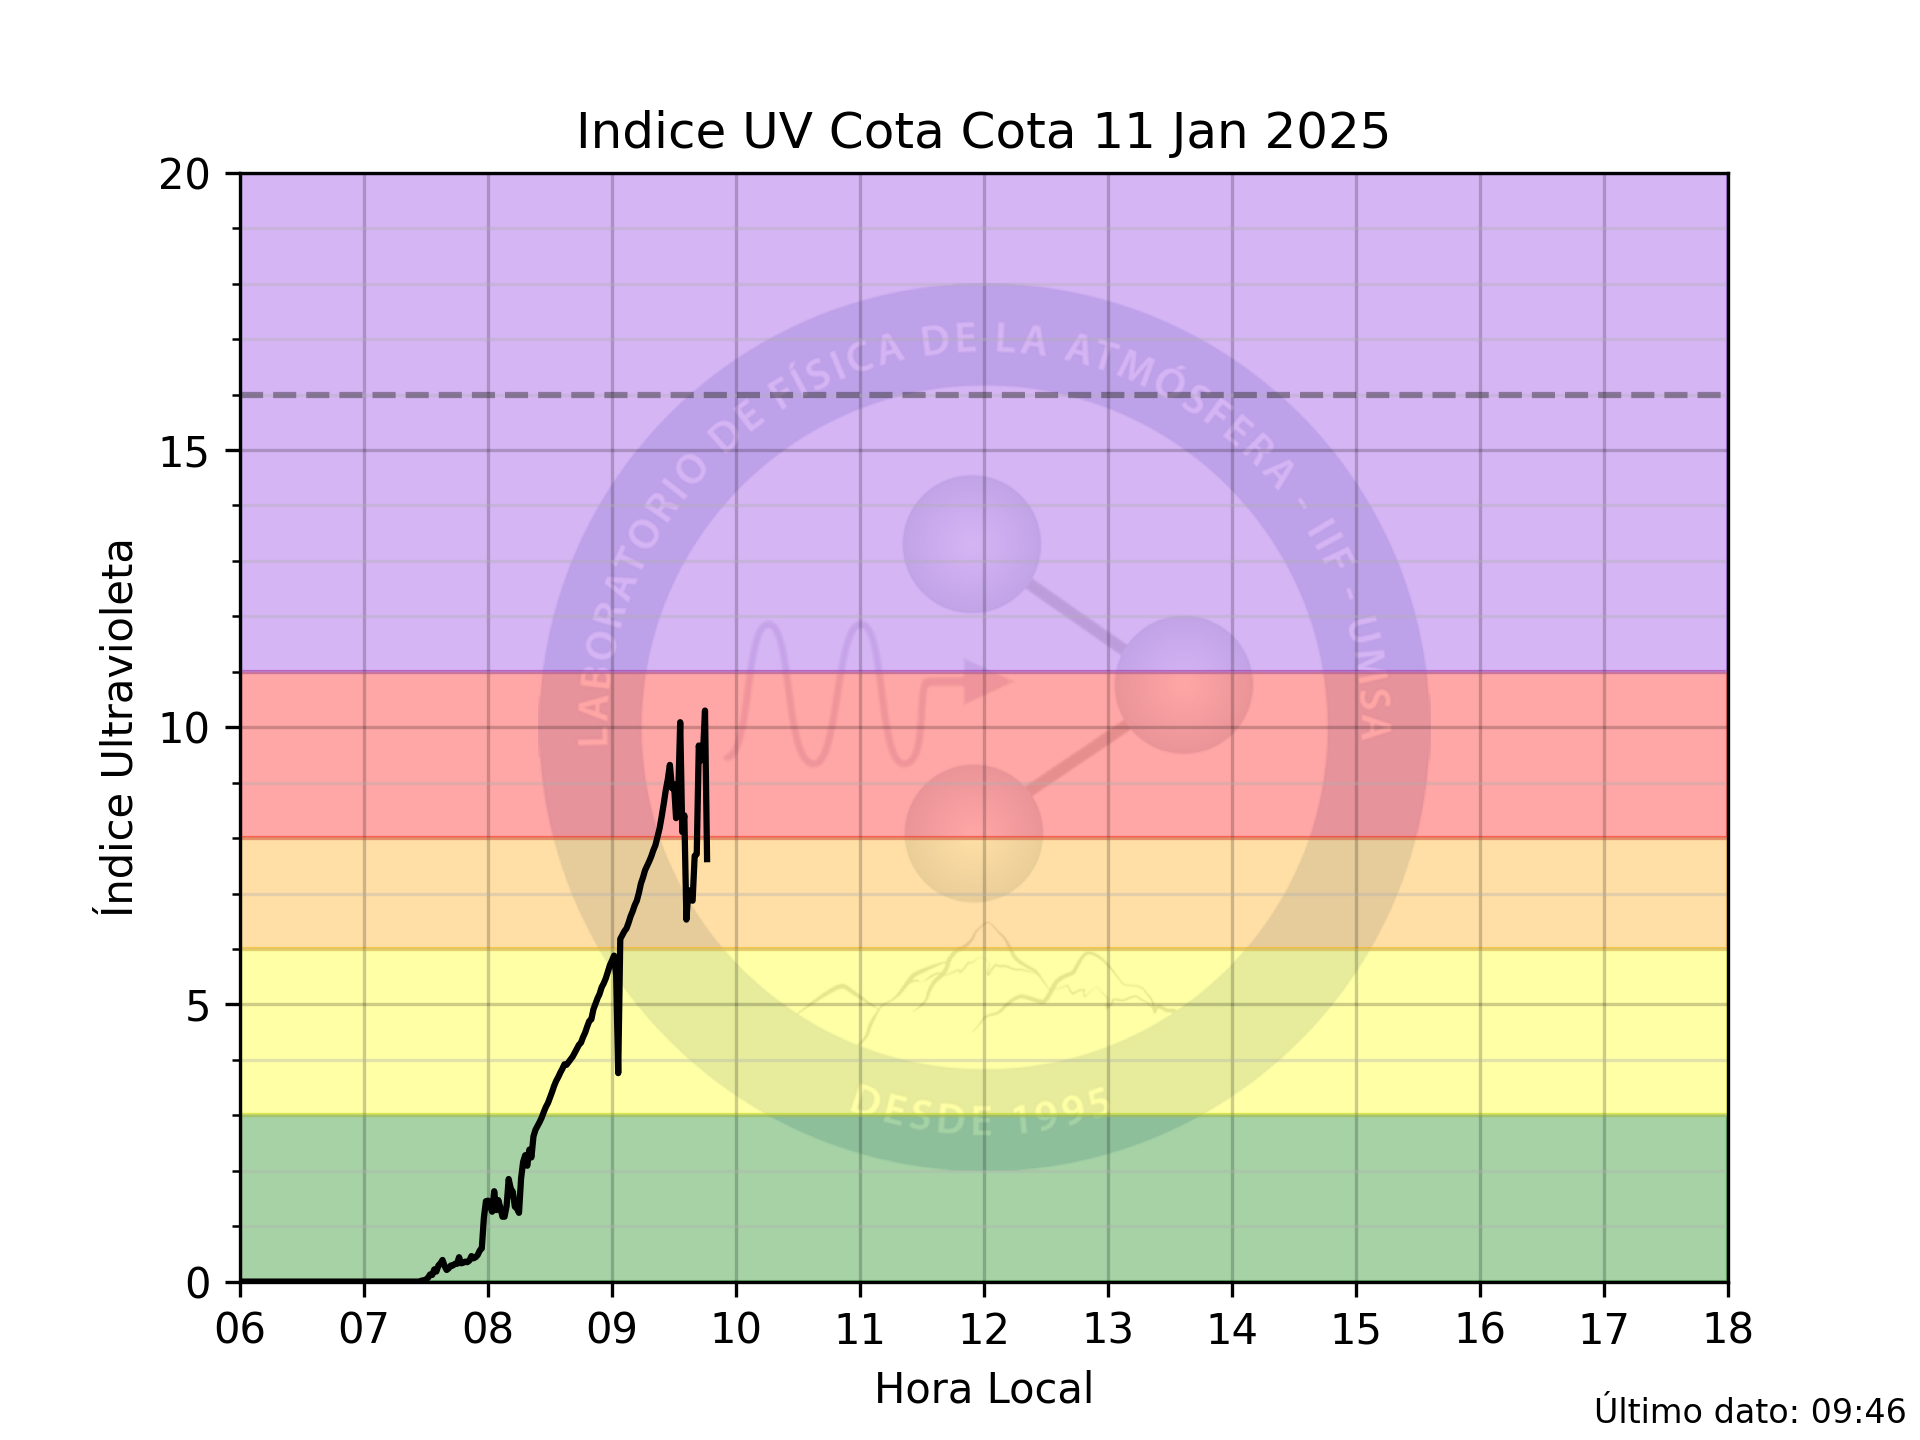 Indice UV Cota Cota 11 Jan 2025
20
15
10
5
0
Índice Ultravioleta
LABORATORIO DE FÍSICA DE LA ATMÓSFERA - IIF - UMSA
DESDE 1995
06 07 08 09 10 11 12 13 14 15 16 17 18
Hora Local
Último dato: 09:46